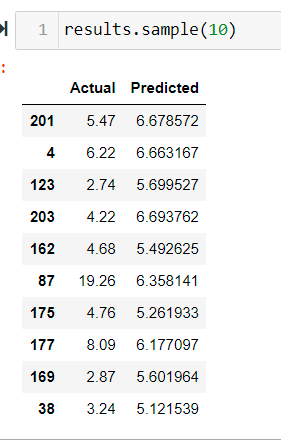 1 results.sample(10)
:
Actual Predicted
201 5.47 6.678572
4 6.22 6.663167
123 2.74 5.699527
203 4.22 6.693762
162 4.68 5.492625
87 19.26 6.358141
175 4.76 5.261933
177 8.09 6.177097
169 2.87 5.601964
38 3.24 5.121539